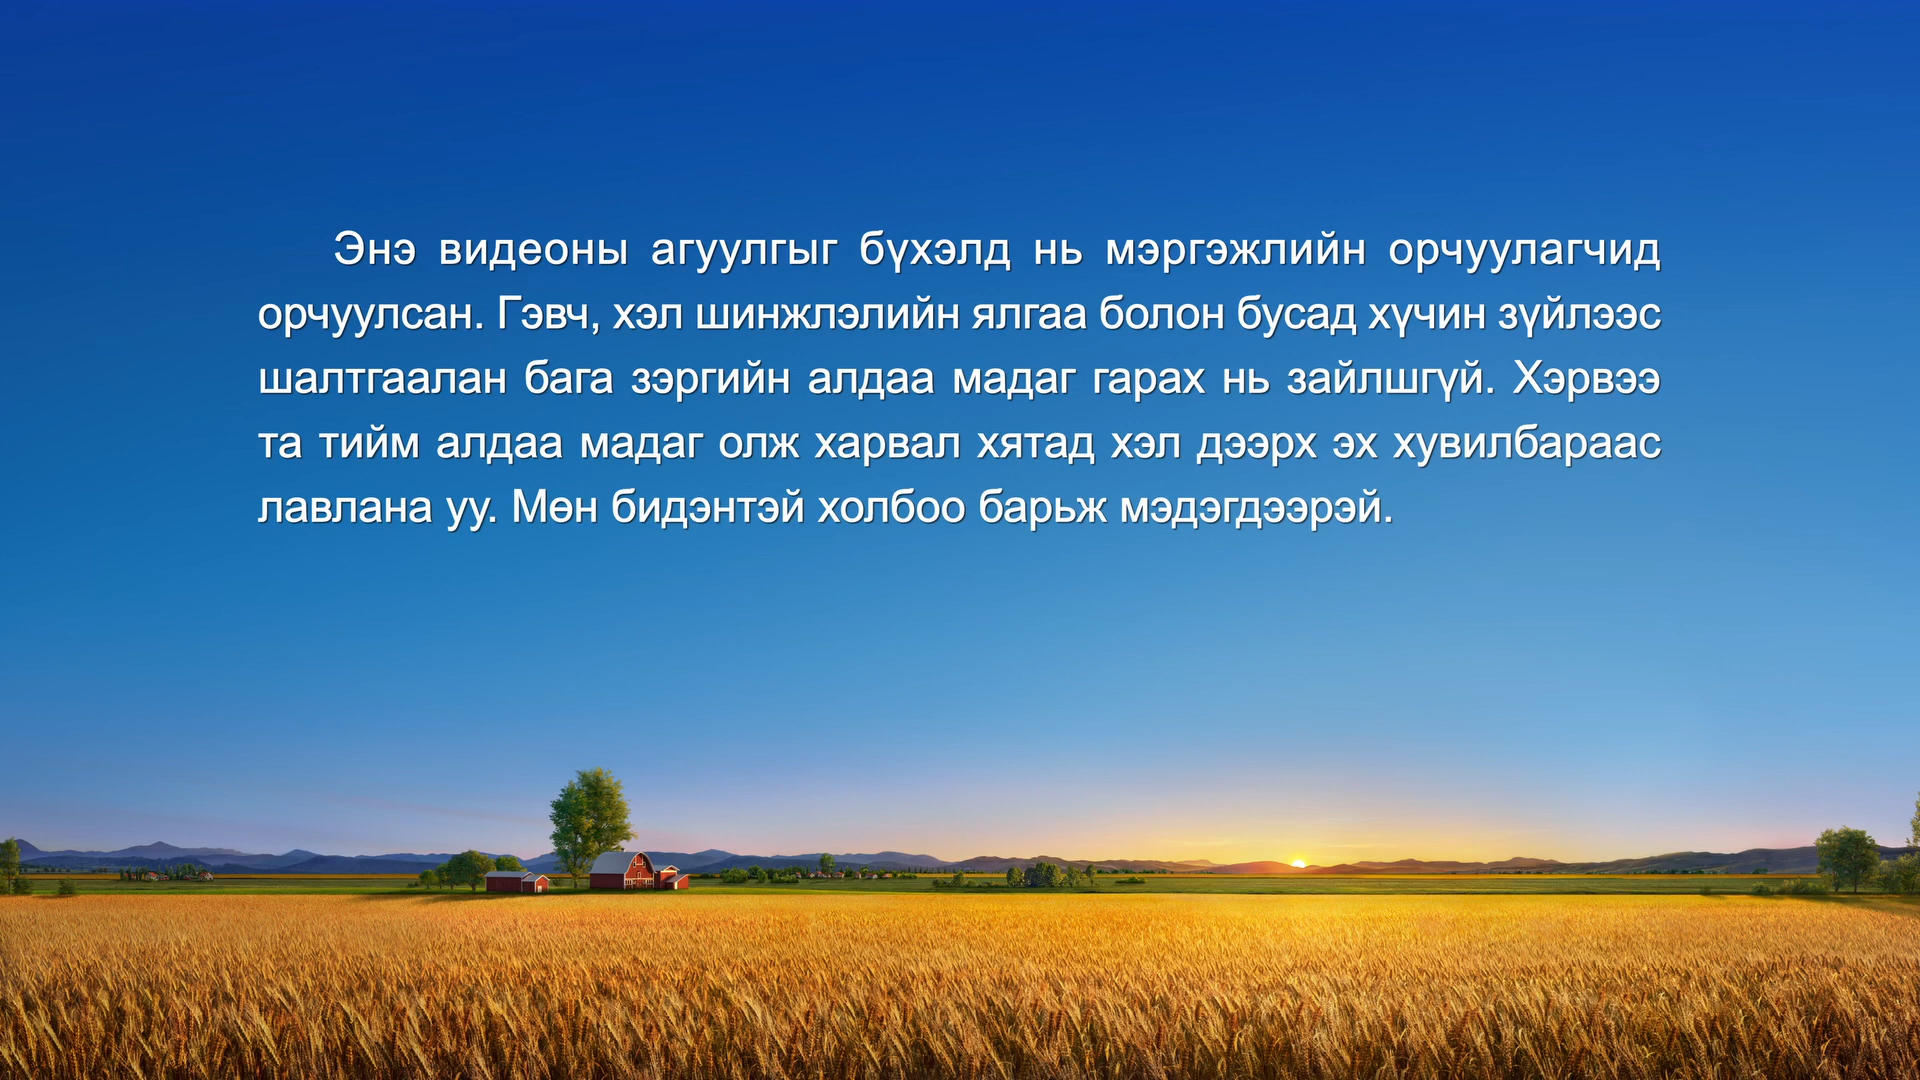 Энэ видеоны агуулгыг бүхэлд нь мэргэжлийн орчуулагчид
орчуулсан. Гэвч, хэл шинжлэлийн ялгаа болон бусад хүчин зүйлээс
шалтгаалан бага зэргийн алдаа мадаг гарах нь зайлшгүй. Хэрвээ
та тийм алдаа мадаг олж харвал хятад хэл дээрх эх хувилбараас
лавлана уу. Мөн бидэнтэй холбоо барьж мэдэгдээрэй.